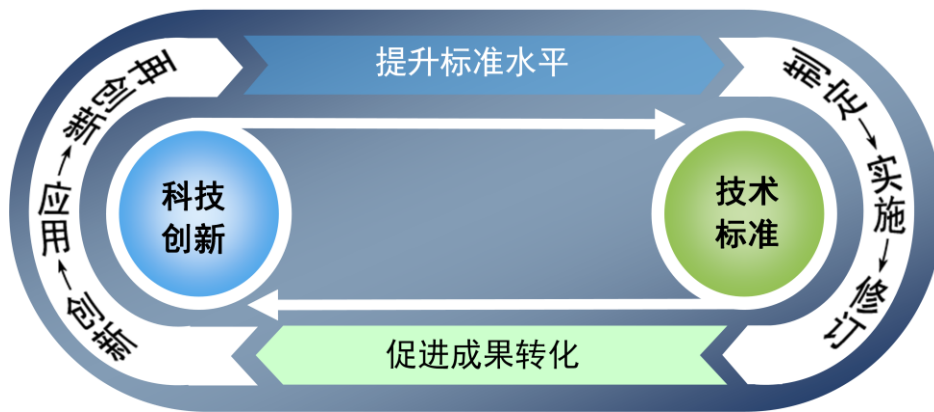 提升标准水平
创新→应用→再创新
科技
创新
技术
标准
制定→实施→修订
促进成果转化